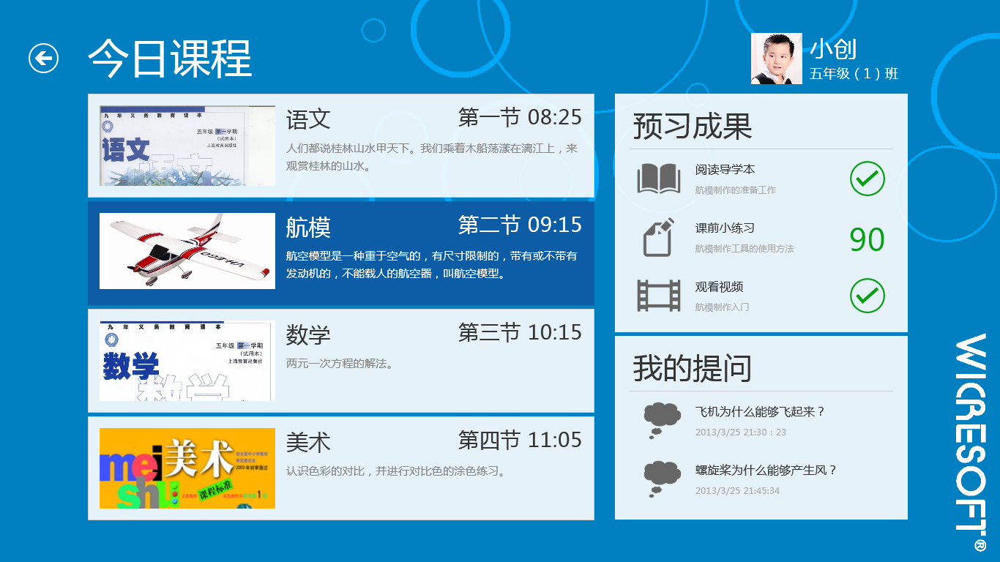 今日课程
小创
五年级（1）班
九年义务教育课本
五年级 第一学期
（试用本）
上海教育出版社
语文
语文
语文
第一节 08:25
人们都说桂林山水甲天下。我们乘着木船荡漾在漓江上，来
观赏桂林的山水。
航模
第二节 09:15
航空模型是一种重于空气的，有尺寸限制的，带有或不带有
发动机的，不能载人的航空器，叫航空模型。
九年义务教育课本
五年级 第一学期
（试用本）
上海教育出版社
数学
数学
数学
第三节 10:15
两元一次方程的解法。
mei
shu
美术
2003年初审通过
课程标准
1
美术
第四节 11:05
认识色彩的对比，并进行对比色的涂色练习。
预习成果
阅读导学本
航模制作的准备工作
课前小练习
航模制作工具的使用方法
90
观看视频
航模制作入门
我的提问
飞机为什么能够飞起来？
2013/3/25 21:30：23
螺旋桨为什么能够产生风？
2013/3/25 21:45:34
WICRESOFT®